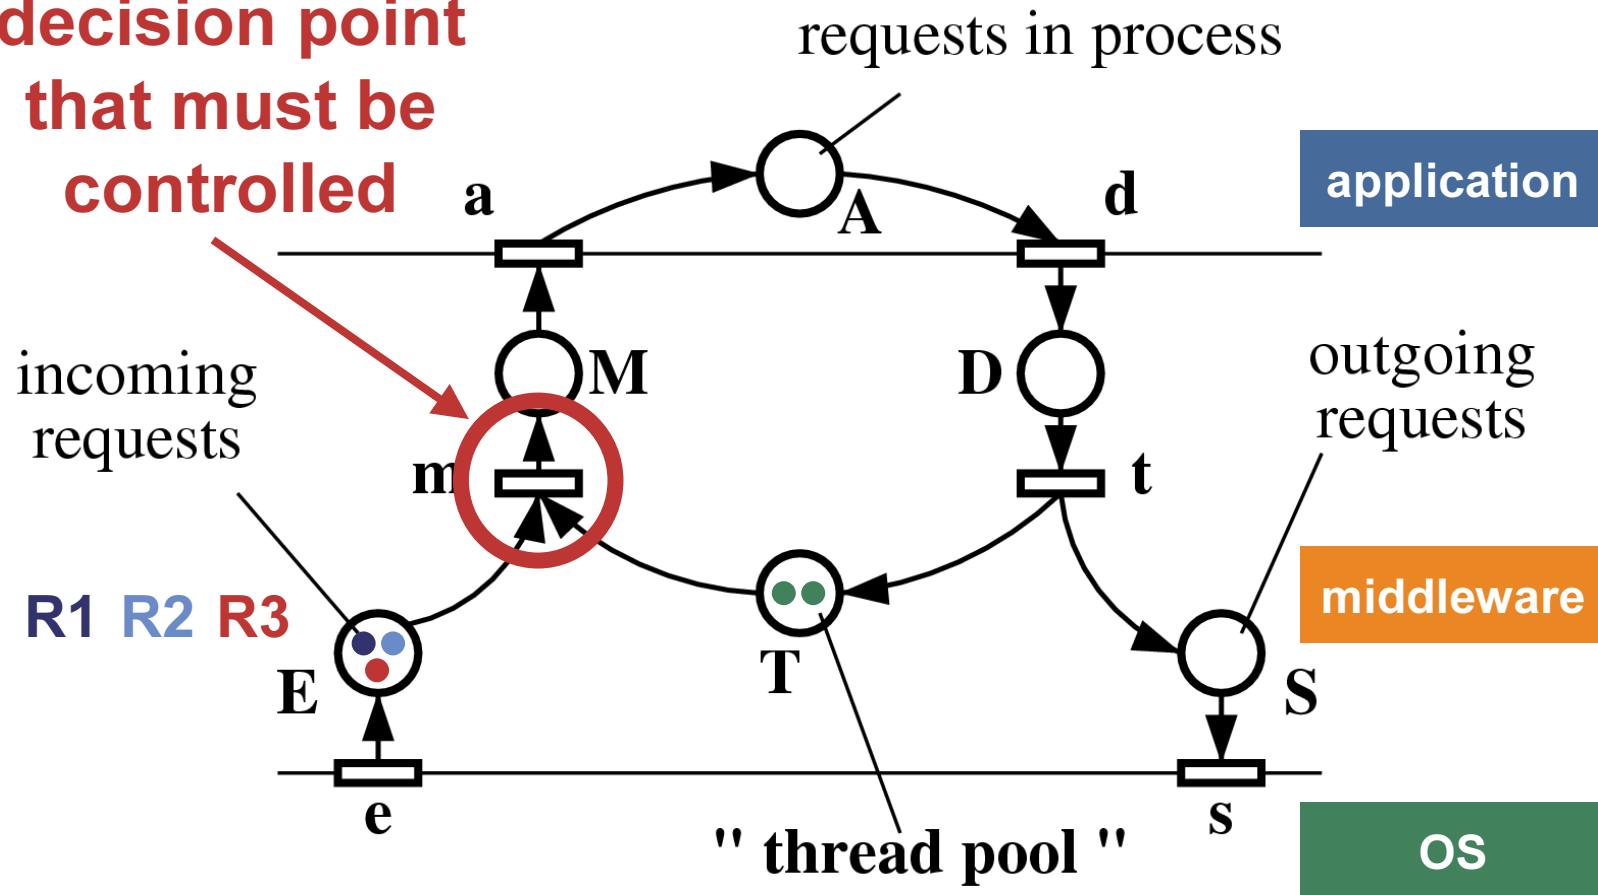 decision point
that must be
controlled
requests in process
application
a
d
A
M
D
incoming
requests
outgoing
requests
m
t
R1 R2 R3
middleware
E
T
S
e
s
" thread pool "
OS